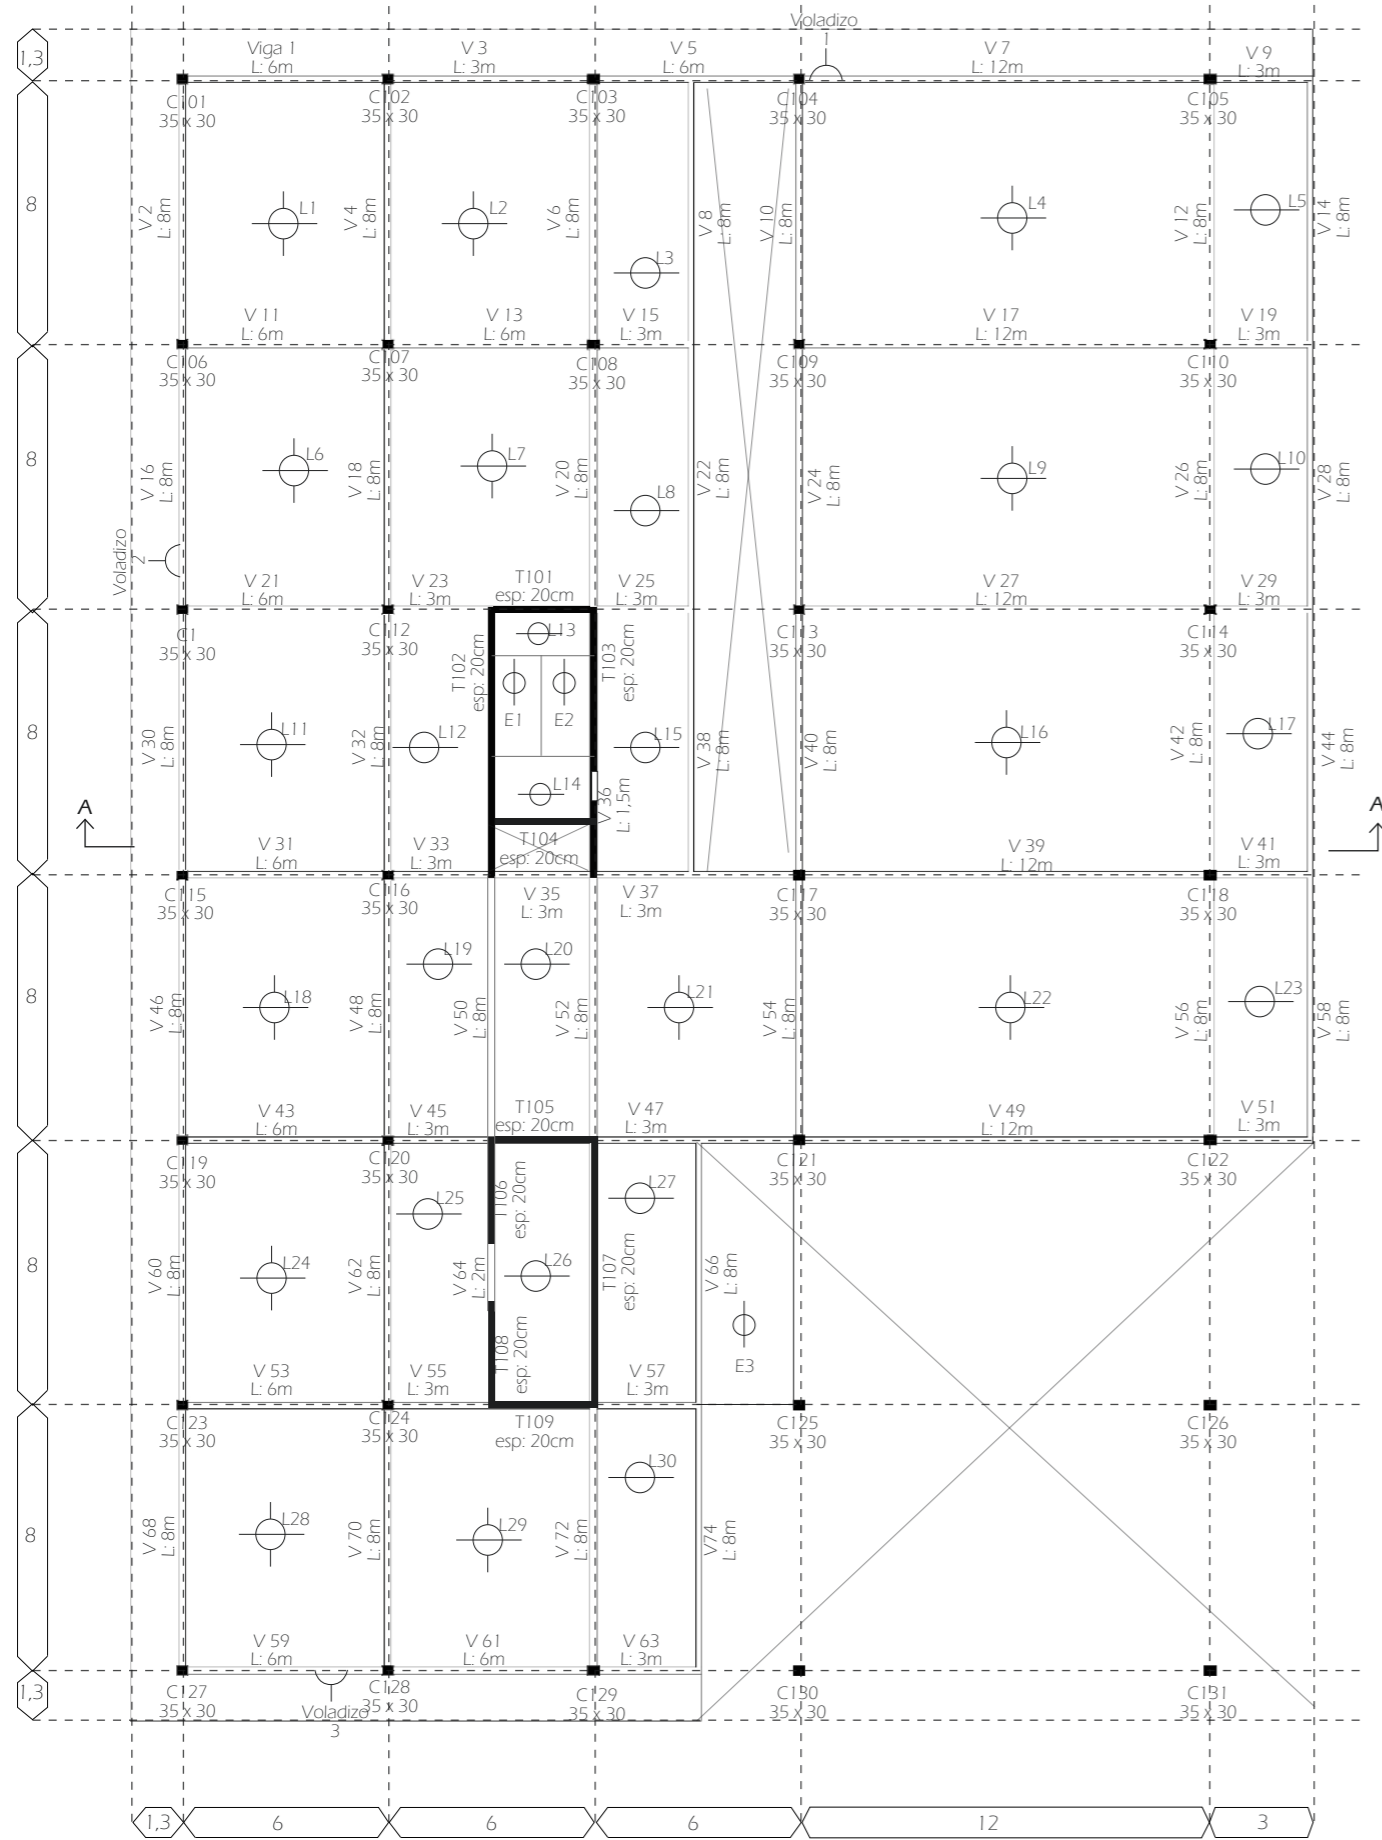 Voladizo
1
1,3
Viga 1
L: 6m
V 3
L: 3m
V 5
L: 6m
V 7
L: 12m
V 9
L: 3m
C101
35 x 30
C102
35 x 30
C103
35 x 30
C104
35 x 30
C105
35 x 30
8
V 2
L: 8m
L1
V 4
L: 8m
L2
V 6
L: 8m
L3
V 8
L: 8m
V 10
L: 8m
L4
V 12
L: 8m
L5
V 14
L: 8m
V 11
L: 6m
V 13
L: 6m
V 15
L: 3m
V 17
L: 12m
V 19
L: 3m
C106
35 x 30
C107
35 x 30
C108
35 x 30
C109
35 x 30
C110
35 x 30
8
V 16
L: 8m
L6
V 18
L: 8m
L7
V 20
L: 8m
L8
V 22
L: 8m
V 24
L: 8m
L9
V 26
L: 8m
L10
V 28
L: 8m
Voladizo
2
V 21
L: 6m
V 23
L: 3m
T101
esp: 20cm
V 25
L: 3m
V 27
L: 12m
V 29
L: 3m
C1
35 x 30
C112
35 x 30
C113
35 x 30
C114
35 x 30
T102
esp: 20cm
L13
T103
esp: 20cm
E1
E2
8
V 30
L: 8m
L11
V 32
L: 8m
L12
L14
L15
V 38
L: 8m
V 40
L: 8m
L16
V 42
L: 8m
L17
V 44
L: 8m
V 36
L: 1,5m
A
A
V 31
L: 6m
V 33
L: 3m
T104
esp: 20cm
V 39
L: 12m
V 41
L: 3m
C115
35 x 30
C116
35 x 30
V 35
L: 3m
V 37
L: 3m
C117
35 x 30
C118
35 x 30
8
V 46
L: 8m
L18
V 48
L: 8m
L19
V 50
L: 8m
L20
V 52
L: 8m
L21
V 54
L: 8m
L22
V 56
L: 8m
L23
V 58
L: 8m
V 43
L: 6m
V 45
L: 3m
T105
esp: 20cm
V 47
L: 3m
V 49
L: 12m
V 51
L: 3m
C119
35 x 30
C120
35 x 30
C121
35 x 30
C122
35 x 30
T106
esp: 20cm
8
V 60
L: 8m
L24
V 62
L: 8m
L25
V 64
L: 2m
L26
T107
esp: 20cm
L27
V 66
L: 8m
E3
T108
esp: 20cm
V 53
L: 6m
V 55
L: 3m
V 57
L: 3m
C123
35 x 30
C124
35 x 30
T109
esp: 20cm
C125
35 x 30
C126
35 x 30
8
V 68
L: 8m
L28
V 70
L: 8m
L29
V 72
L: 8m
L30
V74
L: 8m
V 59
L: 6m
V 61
L: 6m
V 63
L: 3m
1,3
C127
35 x 30
Voladizo
3
C128
35 x 30
C129
35 x 30
C130
35 x 30
C131
35 x 30
1,3
6
6
6
12
3